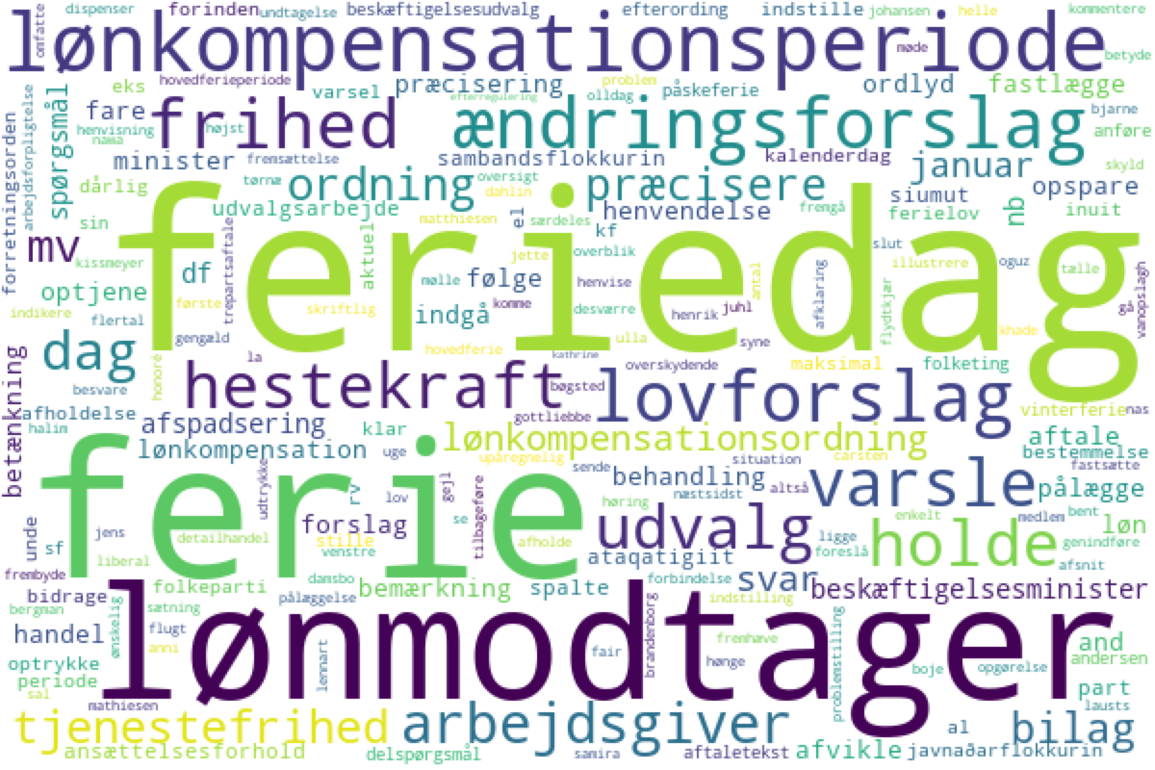 dispenser undtagelse forinden beskæftigelsesudvalg efterording indstille johansen helle kommentere
omfatte lønkompensationsperiode møde betyde
hovedferieperiode præcisering problem ordlyd fastlægge
eks varsel efterregulering olldag påskeferie bjarne
fare frihed højst ændringsforslag anføre
henvisning nama
forretningsorden arbejdsforpligtelse spørgsmål
minister fremsættelse sambandsflokkurin kalenderdag januar skyld
dårlig tørnæ ordning oversigt præcisere siumut opspare
dahlin fremgå
sin udvalgsarbejde matthiesen el særdeles henvendelse ferielov nb inuit
mv kissmeyer trepartsaftale aktuel jette kf overblik slut illustrere oguz tælle
df feriedag mølle følge henvise antal afklaring flydtkjær gå vanopslagh
optjene første skriftlig komme desværre henrik juhl
indikere flertal indgå khade
gengæld hovedferie ulla syne
dag honoré la kathrine overskydende maksimal folketing
besvare hestekraft bøgsted lovforslag
betænkning afholdelse gottliebbe vinterferie nas
halim afspadsering klar lønkompensationsordning aftale
lønkompensation uge upåregnelig carsten bestemmelse
ferie udtrykke rv lov gejl sende situation behandling varsle fastsætte
næstsidst altså pålægge
unde jens forslag se tilbageføre høring enkelt medlem bent løn
detailhandel stille afholde udvalg ligge holde genindføre
sf liberal venstre ataqatigiit foreslå afsnit
frembyde folkeparti damsbo bemærkning spalte forbindelse svar beskæftigelsesminister
bidrage pålæggelse indstilling
bergman ønskelig sætning lønmodtager
handel flugt fremhæve and
anni lennart fair brandenborg hønge problemstilling boje opgørelse andersen
optrykke
periode part
sal mathiesen lausts
tjenestefrihed arbejdsgiver al bilag
ansættelsesforhold delspørgsmål samira aftaletekst afvikle javnaðarflokkurin